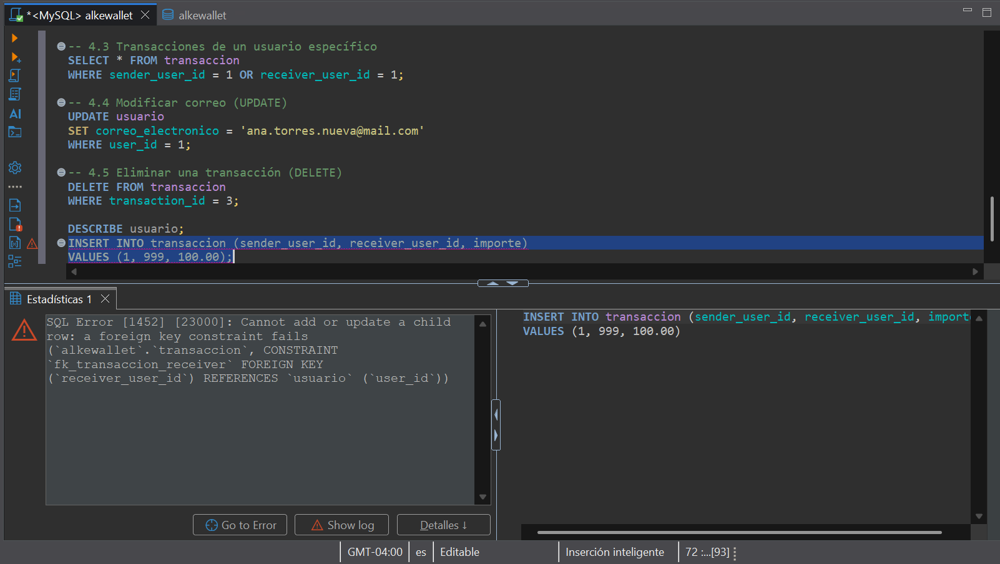 *<MySQL> alkewallet
alkewallet
-- 4.3 Transacciones de un usuario específico
SELECT * FROM transaccion
WHERE sender_user_id = 1 OR receiver_user_id = 1;
-- 4.4 Modificar correo (UPDATE)
UPDATE usuario
SET correo_electronico = 'ana.torres.nueva@mail.com'
WHERE user_id = 1;
-- 4.5 Eliminar una transacción (DELETE)
DELETE FROM transaccion
WHERE transaction_id = 3;
DESCRIBE usuario;
INSERT INTO transaccion (sender_user_id, receiver_user_id, importe)
VALUES (1, 999, 100.00);
AI
Estadísticas 1
SQL Error [1452] [23000]: Cannot add or update a child
row: a foreign key constraint fails
(`alkewallet`.`transaccion`, CONSTRAINT
`fk_transaccion_receiver` FOREIGN KEY
(`receiver_user_id`) REFERENCES `usuario` (`user_id`))
INSERT INTO transaccion (sender_user_id, receiver_user_id, import
VALUES (1, 999, 100.00)
Go to Error
Show log
Detalles ↓
GMT-04:00
es
Editable
Inserción inteligente
72 :...[93]